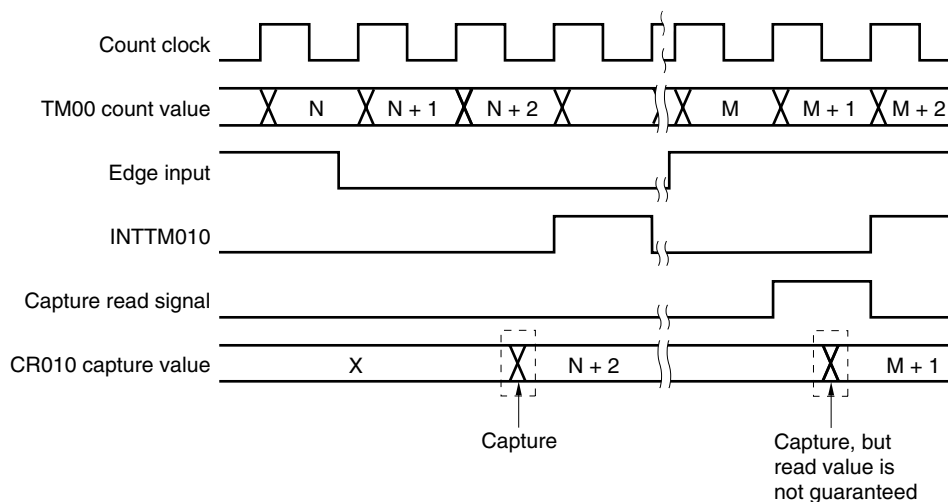 Count clock
TM00 count value N N + 1 N + 2 M M + 1 M + 2
Edge input
INTTM010
Capture read signal
CR010 capture value X N + 2 M + 1
Capture
Capture, but
read value is
not guaranteed